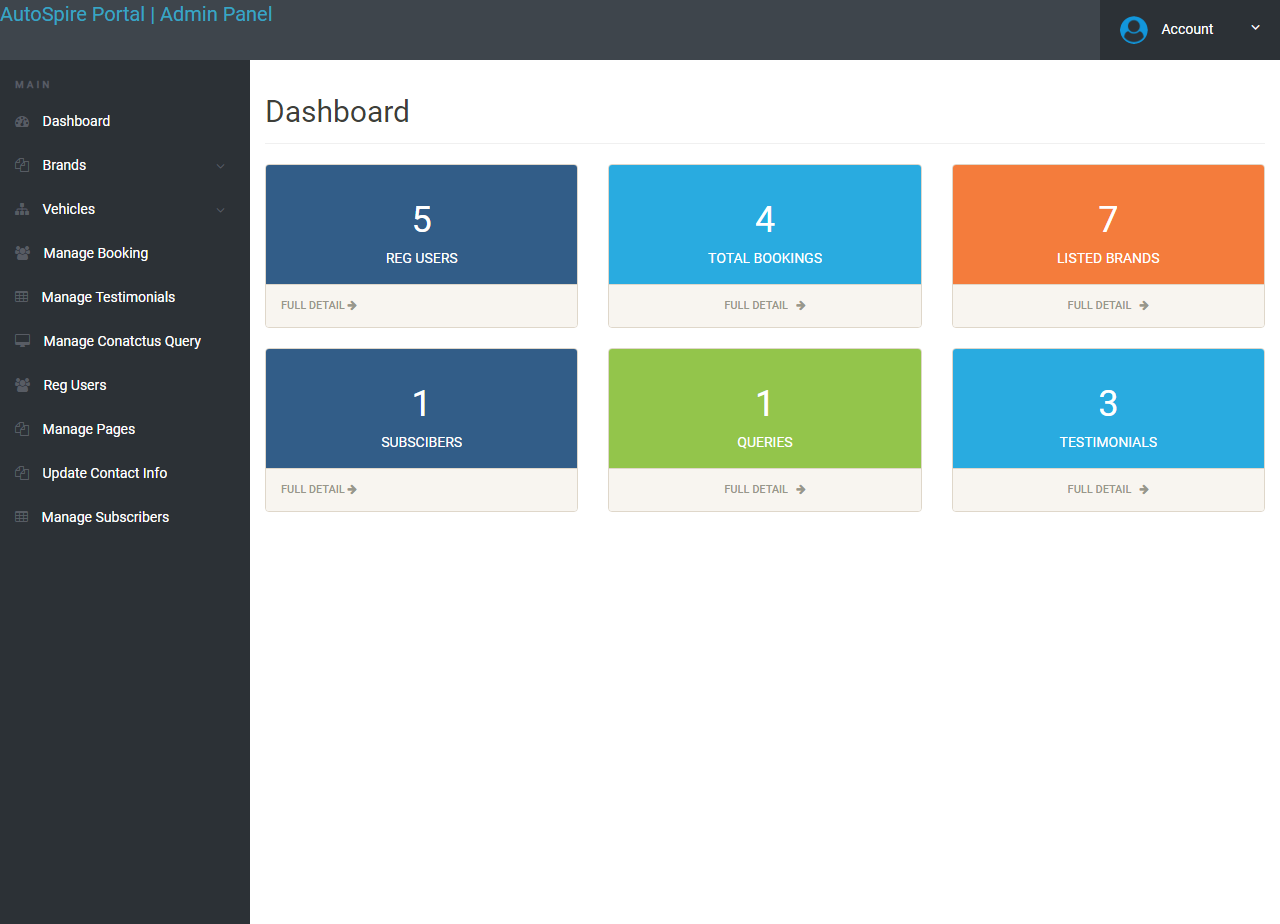 AutoSpire Portal | Admin Panel
Account
MAIN
Dashboard
Brands
Vehicles
Manage Booking
Manage Testimonials
Manage Conatctus Query
Reg Users
Manage Pages
Update Contact Info
Manage Subscribers
Dashboard
5
REG USERS
FULL DETAIL
4
TOTAL BOOKINGS
FULL DETAIL
7
LISTED BRANDS
FULL DETAIL
1
SUBSCIBERS
FULL DETAIL
1
QUERIES
FULL DETAIL
3
TESTIMONIALS
FULL DETAIL